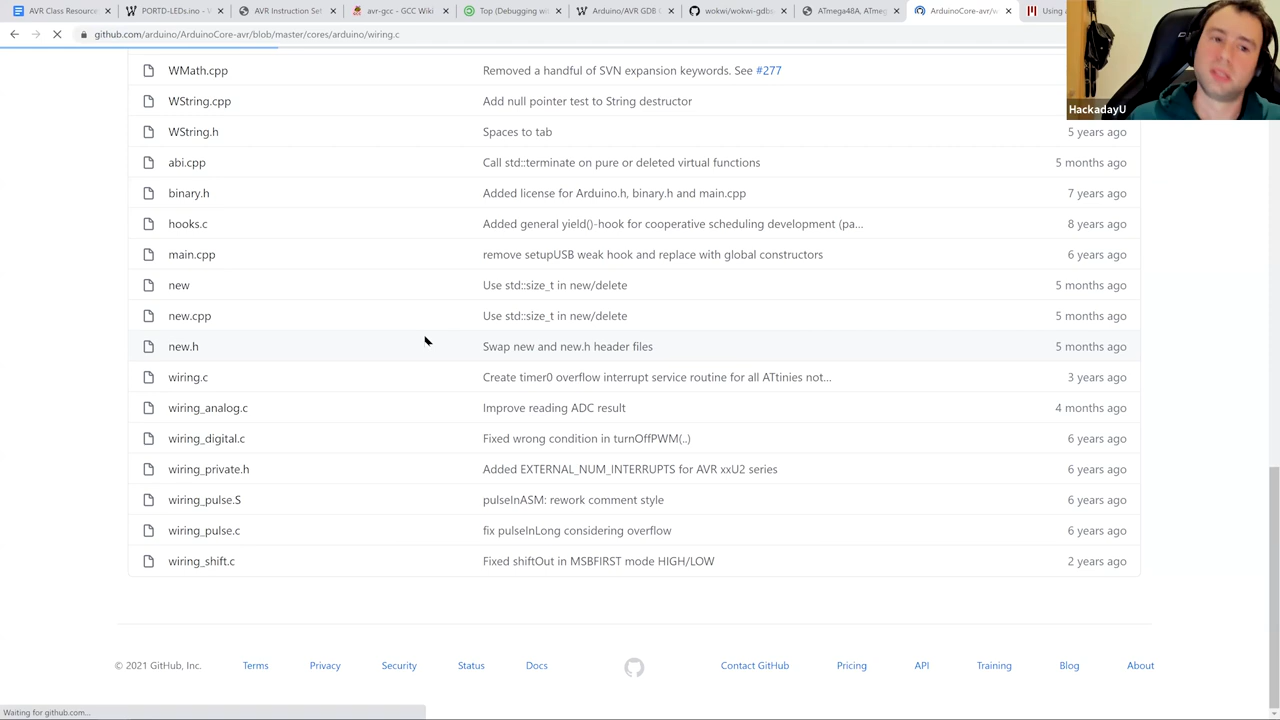 AVR Class Resourc
PORTD-LEDs.ino - W
AVR Instruction Set
avr-gcc - GCC Wiki
Top (Debugging wi
Arduino/AVR GDB
wokwi/wokwi-gdbs
ATmega48A, ATmeg
ArduinoCore-avr/w
Using
github.com/arduino/ArduinoCore-avr/blob/master/cores/arduino/wiring.c
HackadayU
WMath.cpp Removed a handful of SVN expansion keywords. See #277
WString.cpp Add null pointer test to String destructor
WString.h Spaces to tab 5 years ago
abi.cpp Call std::terminate on pure or deleted virtual functions 5 months ago
binary.h Added license for Arduino.h, binary.h and main.cpp 7 years ago
hooks.c Added general yield()-hook for cooperative scheduling development (pa... 8 years ago
main.cpp remove setupUSB weak hook and replace with global constructors 6 years ago
new Use std::size_t in new/delete 5 months ago
new.cpp Use std::size_t in new/delete 5 months ago
new.h Swap new and new.h header files 5 months ago
wiring.c Create timer0 overflow interrupt service routine for all ATtinies not... 3 years ago
wiring_analog.c Improve reading ADC result 4 months ago
wiring_digital.c Fixed wrong condition in turnOffPWM(..) 6 years ago
wiring_private.h Added EXTERNAL_NUM_INTERRUPTS for AVR xxU2 series 6 years ago
wiring_pulse.S pulseInASM: rework comment style 6 years ago
wiring_pulse.c fix pulseInLong considering overflow 6 years ago
wiring_shift.c Fixed shiftOut in MSBFIRST mode HIGH/LOW 2 years ago
© 2021 GitHub, Inc. Terms Privacy Security Status Docs Contact GitHub Pricing API Training Blog About
Waiting for github.com...